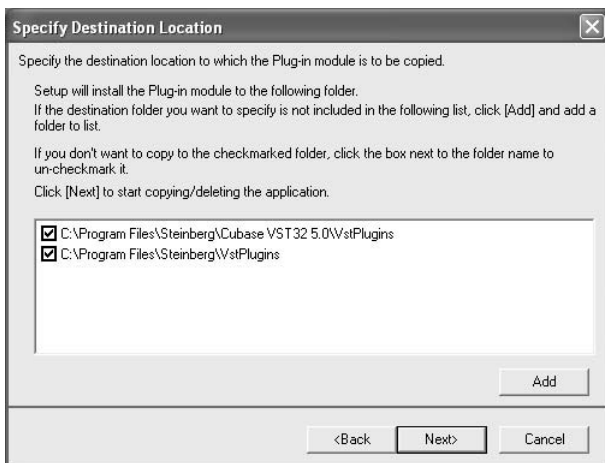 Specify Destination Location
Specify the destination location to which the Plug-in module is to be copied.
Setup will install the Plug-in module to the following folder.
If the destination folder you want to specify is not included in the following list, click [Add] and add a
folder to list.
If you don't want to copy to the checkmarked folder, click the box next to the folder name to
un-checkmark it.
Click [Next] to start copying/deleting the application.
C:\Program Files\Steinberg\Cubase VST32 5.0\VstPlugins
C:\Program Files\Steinberg\VstPlugins
Add
<Back Next> Cancel